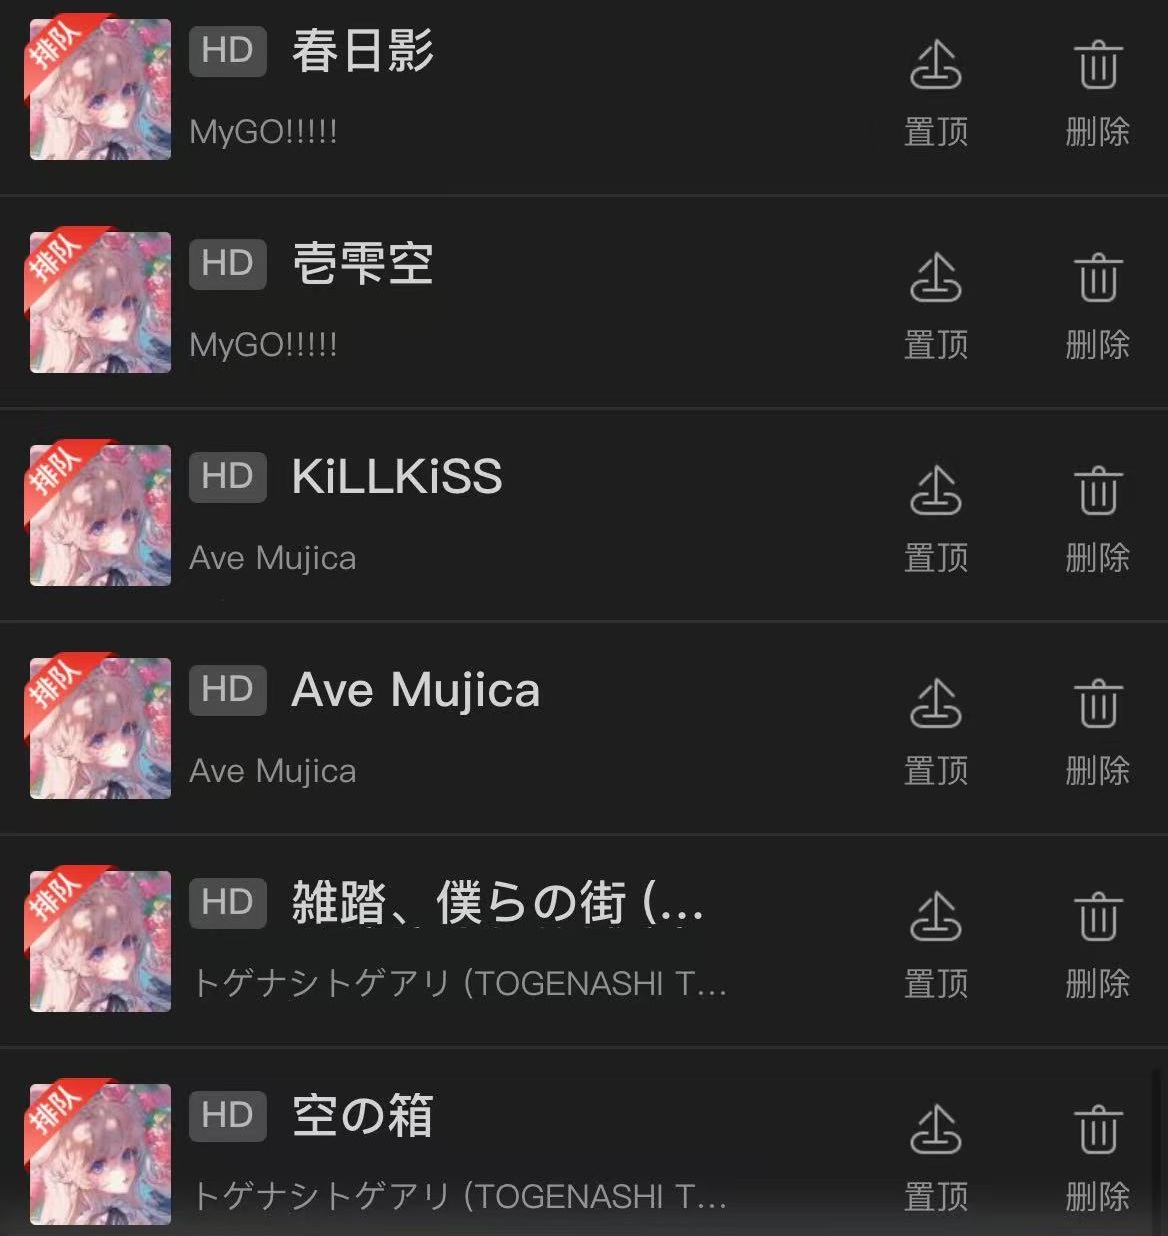 排队
HD 春日影
MyGO!!!!!
置顶 删除
排队
HD 壱雫空
MyGO!!!!!
置顶 删除
排队
HD KiLLKiSS
Ave Mujica
置顶 删除
排队
HD Ave Mujica
Ave Mujica
置顶 删除
排队
HD 雑踏、僕らの街 (...
トゲナシトゲアリ (TOGENASHI T...
置顶 删除
排队
HD 空の箱
トゲナシトゲアリ (TOGENASHI T...
置顶 删除